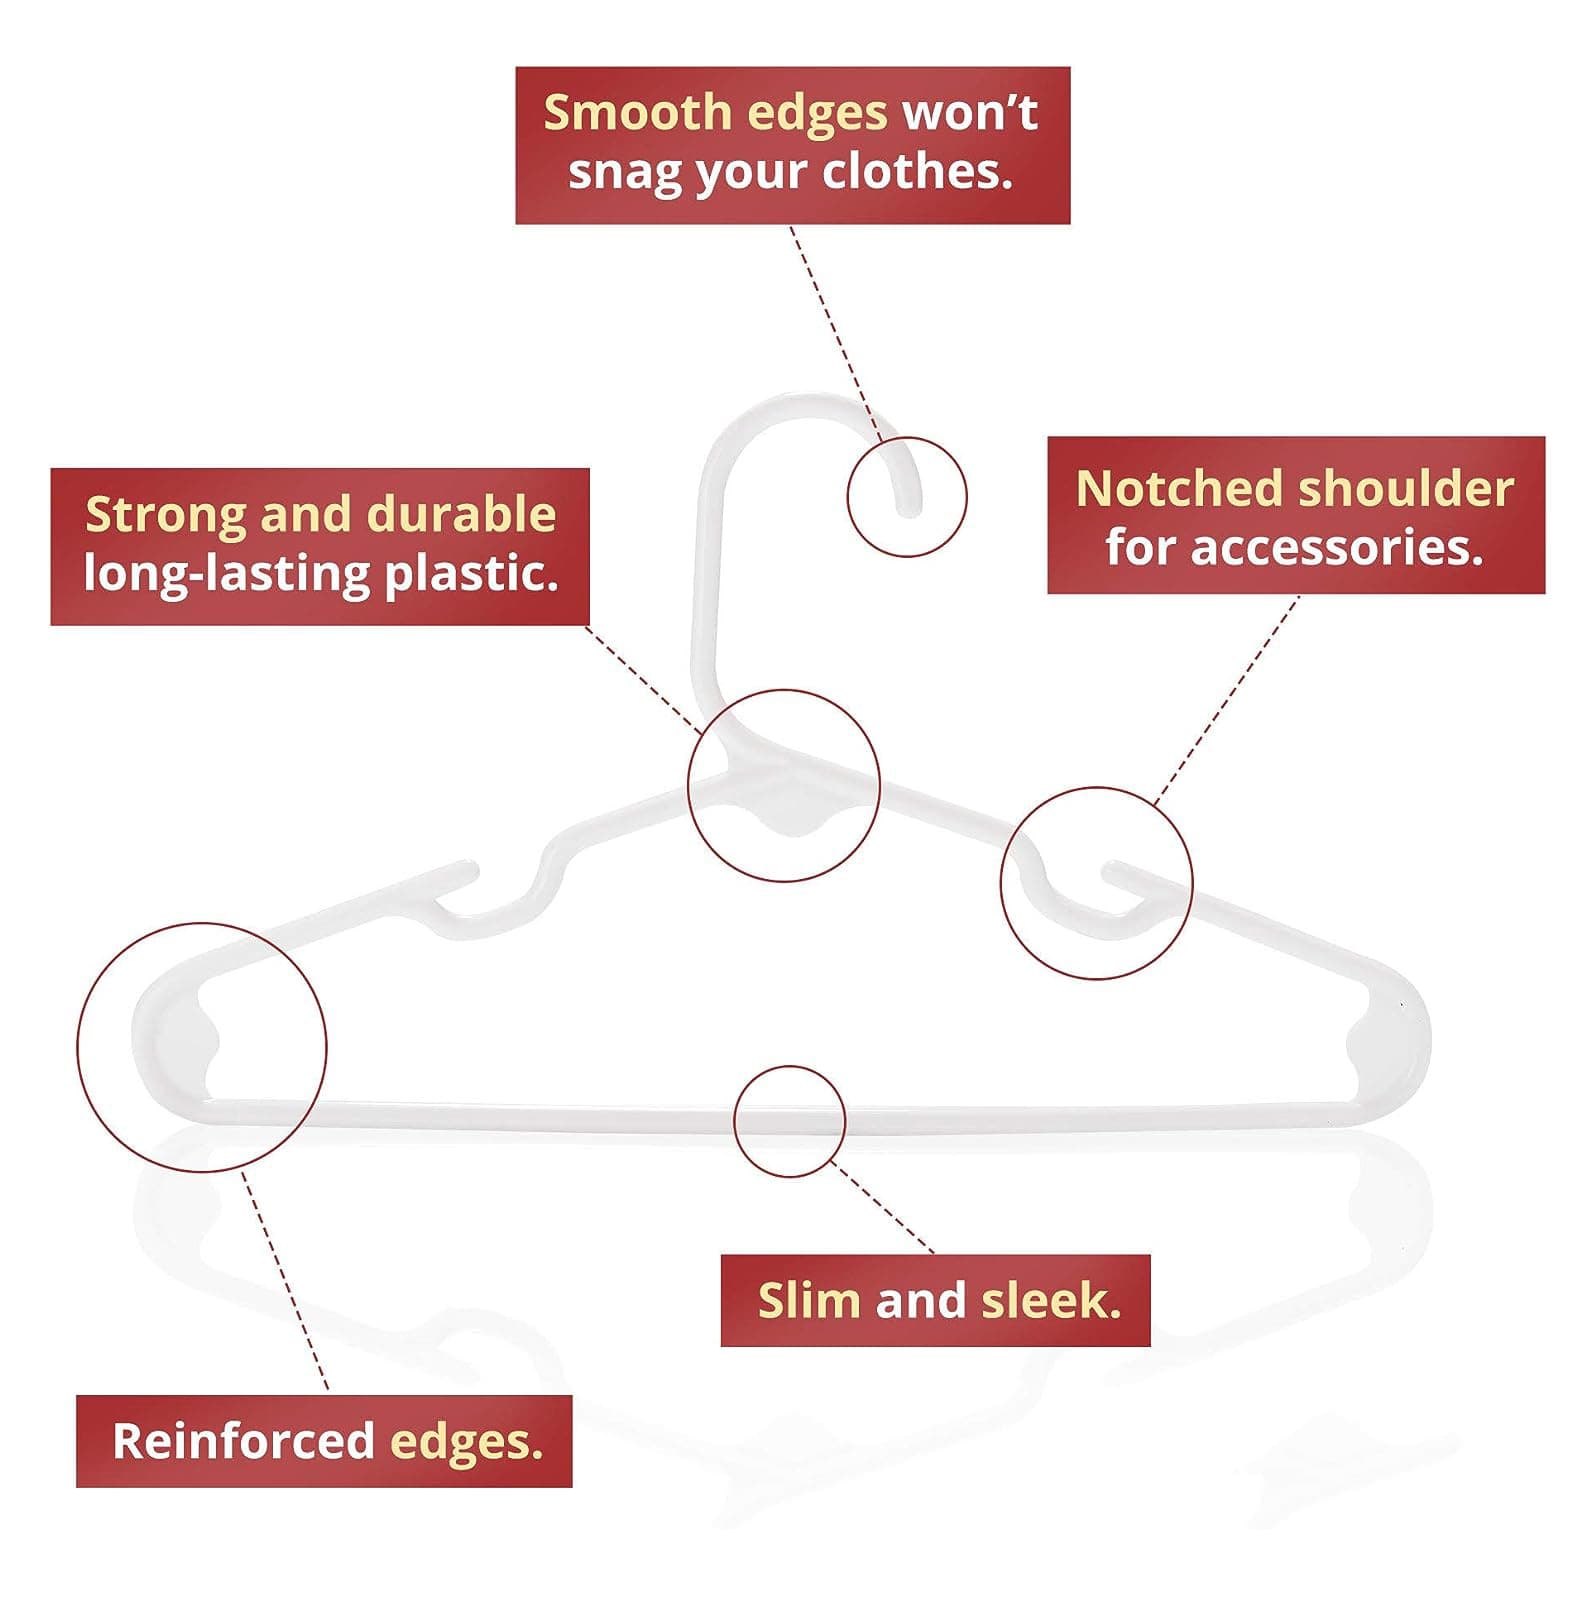 Smooth edges won’t
snag your clothes.
Strong and durable
long-lasting plastic.
Notched shoulder
for accessories.
Slim and sleek.
Reinforced edges.